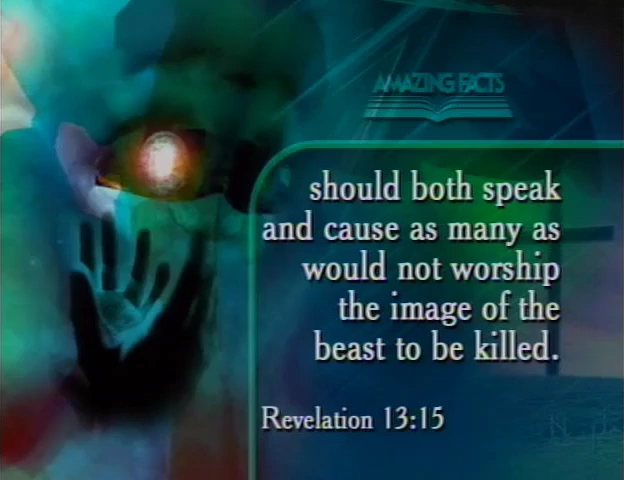 AMAZING FACTS
should both speak
and cause as many as
would not worship
the image of the
beast to be killed.
Revelation 13:15